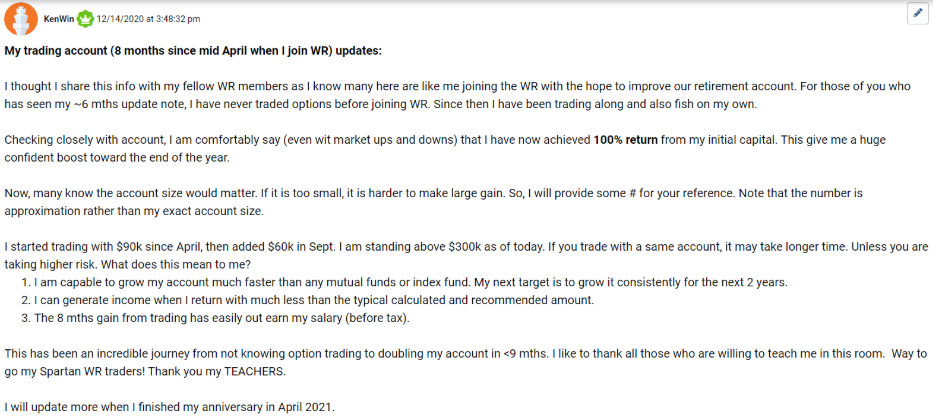 KenWin 12/14/2020 at 3:48:32 pm
My trading account (8 months since mid April when I join WR) updates:
I thought I share this info with my fellow WR members as I know many here are like me joining the WR with the hope to improve our retirement account. For those of you who
has seen my ~6 mths update note, I have never traded options before joining WR. Since then I have been trading along and also fish on my own.
Checking closely with account, I am comfortably say (even wit market ups and downs) that I have now achieved 100% return from my initial capital. This give me a huge
confident boost toward the end of the year.
Now, many know the account size would matter. If it is too small, it is harder to make large gain. So, I will provide some # for your reference. Note that the number is
approximation rather than my exact account size.
I started trading with $90k since April, then added $60k in Sept. I am standing above $300k as of today. If you trade with a same account, it may take longer time. Unless you are
taking higher risk. What does this mean to me?
1. I am capable to grow my account much faster than any mutual funds or index fund. My next target is to grow it consistently for the next 2 years.
2. I can generate income when I return with much less than the typical calculated and recommended amount.
3. The 8 mths gain from trading has easily out earn my salary (before tax).
This has been an incredible journey from not knowing option trading to doubling my account in <9 mths. I like to thank all those who are willing to teach me in this room. Way to
go my Spartan WR traders! Thank you my TEACHERS.
I will update more when I finished my anniversary in April 2021.